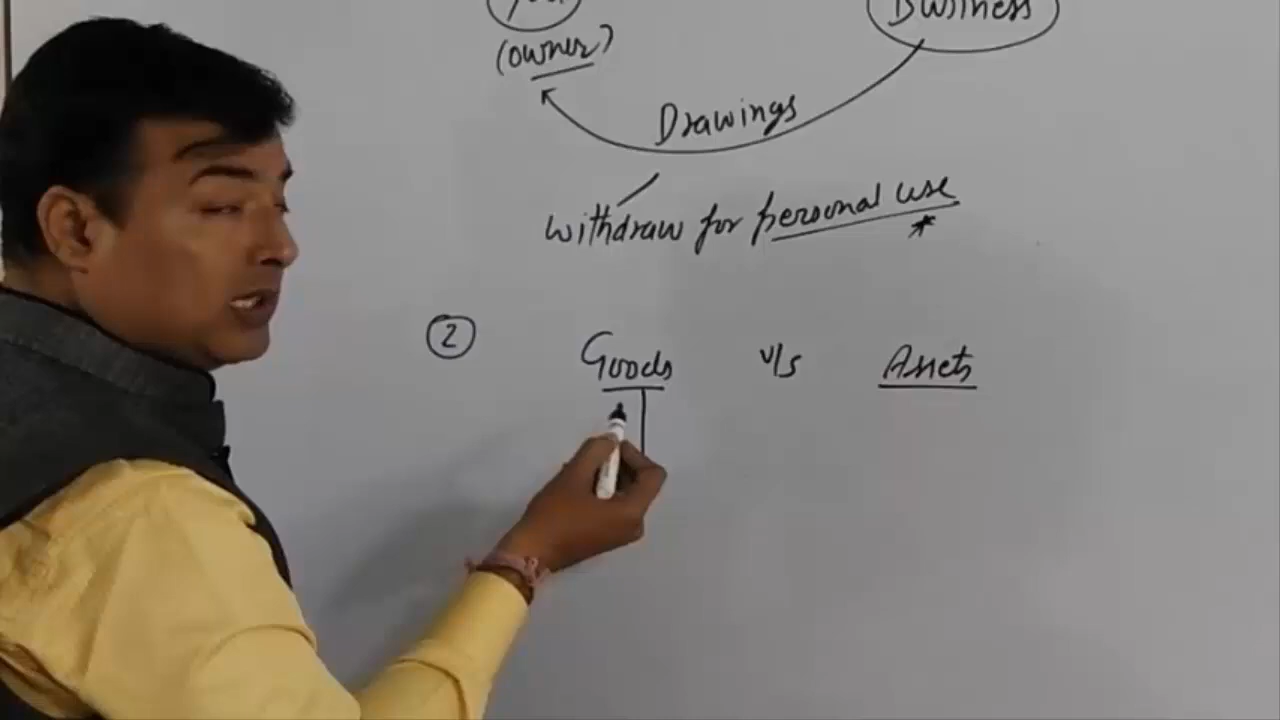 (owner)
Business
Drawings
withdraw for personal use
2
Goods v/s Assets